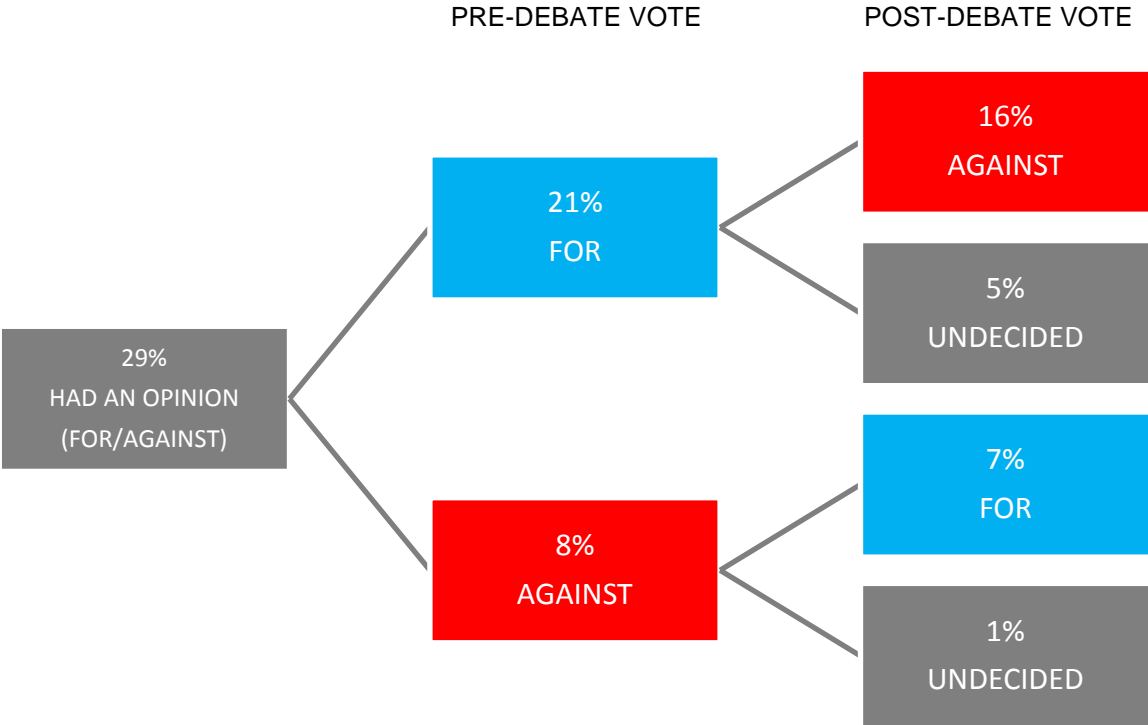 PRE-DEBATE VOTE
POST-DEBATE VOTE
16%
AGAINST
21%
FOR
5%
UNDECIDED
29%
HAD AN OPINION
(FOR/AGAINST)
7%
FOR
8%
AGAINST
1%
UNDECIDED